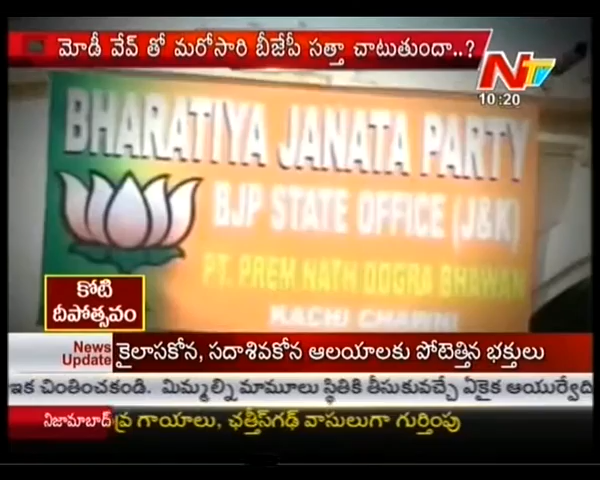 మోడీ వేవ్ తో మరోసారి బీజేపీ సత్తా చాటుతుందా..?
NTV
10:20
BHARATIYA JANATA PARTY
BJP STATE OFFICE (J&K)
PT. PREM NATH DOGRA BHAWAN
KACHI CHAWNI
కోటి
దీపోత్సవం
News
Update
కైలాసకోన, సదాశివకోన ఆలయాలకు పోటెత్తిన భక్తులు
ఇక చింతించకండి. మిమ్మల్ని మామూలు స్థితికి తీసుకువచ్చే ఏకైక ఆయుర్వేది
నిజామాబాద్ వ్ర గాయాలు, ఛత్తీస్‌గఢ్ వాసులుగా గుర్తింపు